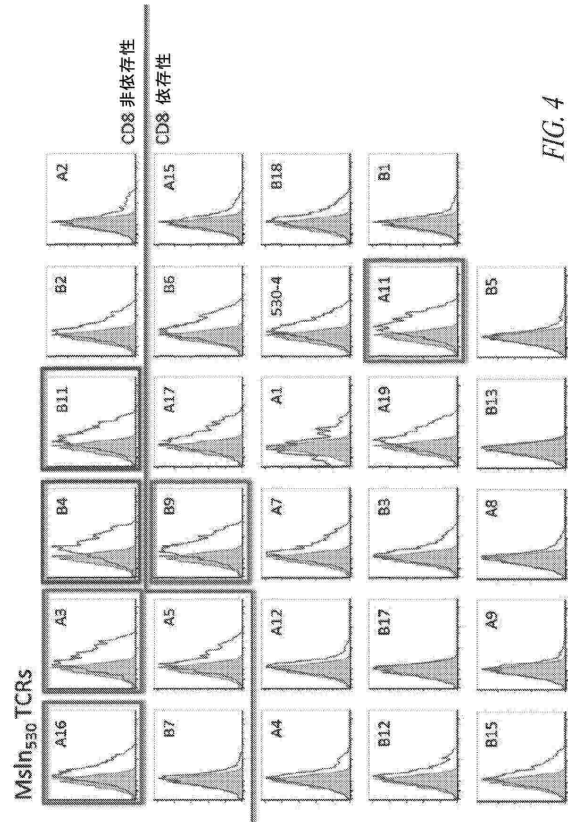 MsIn530 TCRs
A16
A3
B4
B11
B2
A2
CD8 非依存性
CD8 依存性
B7
A5
B9
A17
B6
A15
A4
A12
A7
A1
530-4
B18
B12
B17
B3
A19
A11
B1
B15
A9
A8
B13
B5
FIG. 4